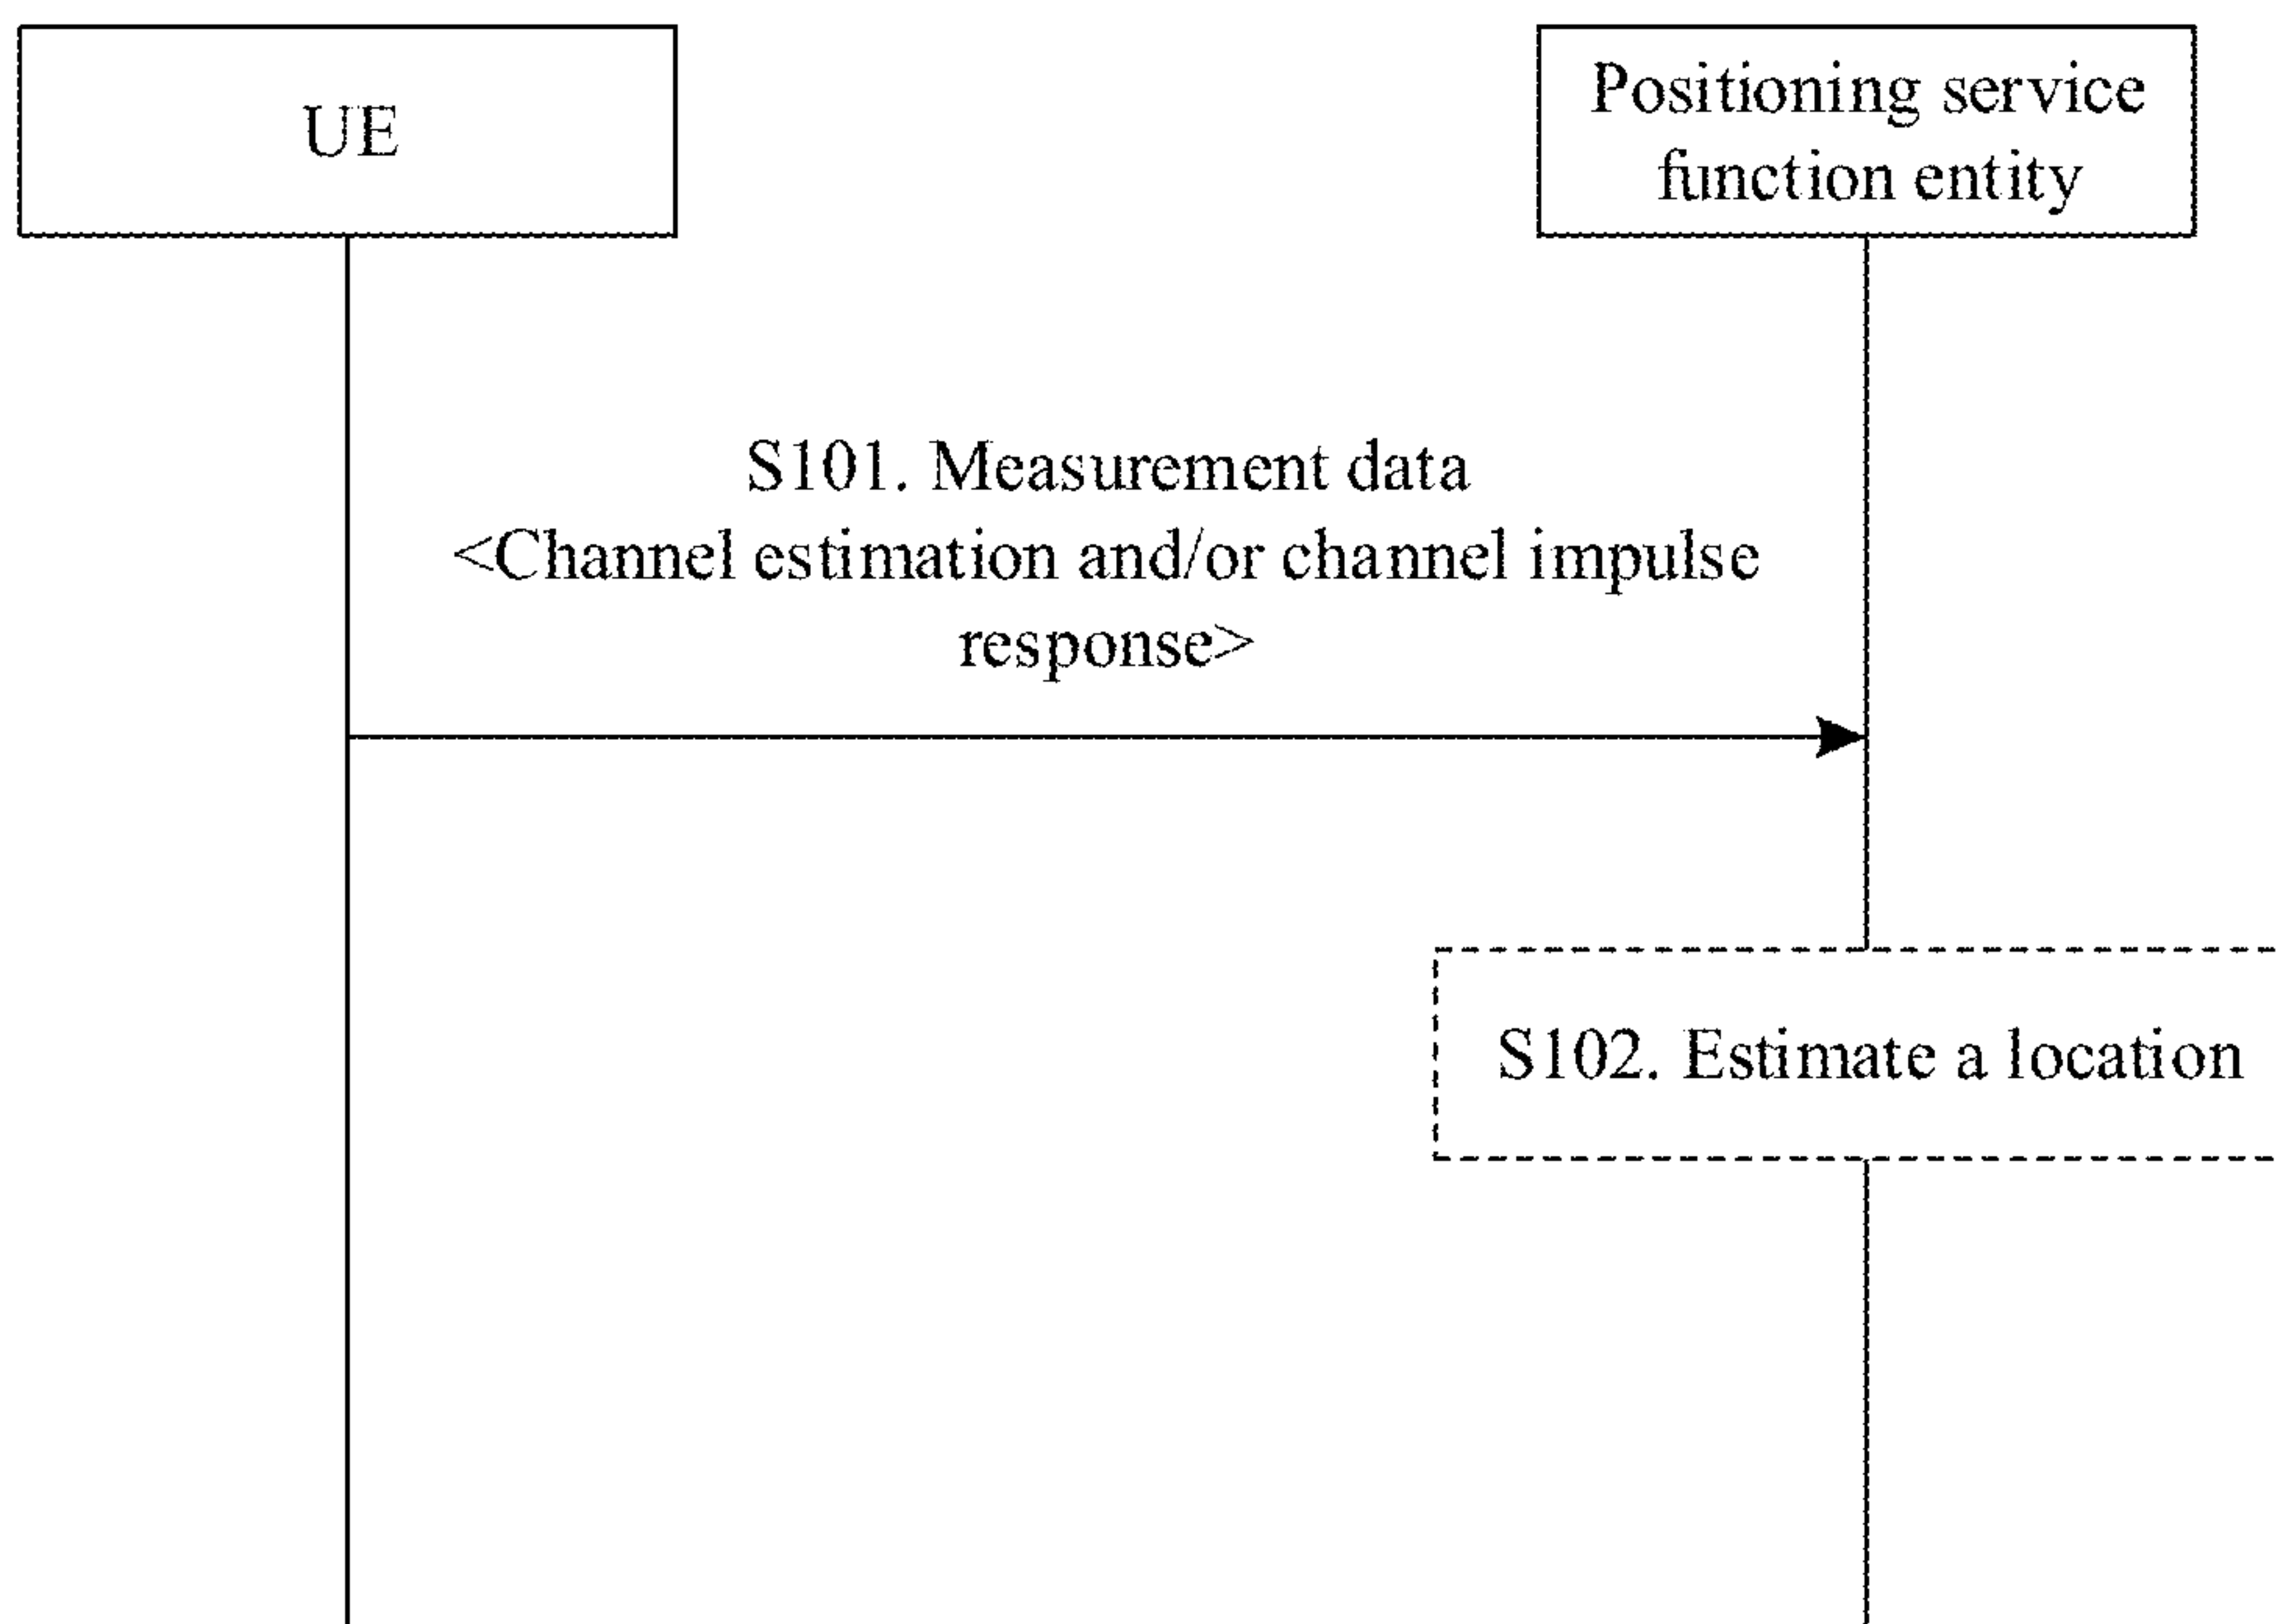 UE
Positioning service
function entity
S101. Measurement data
<Channel estimation and/or channel impulse
response>
S102. Estimate a location